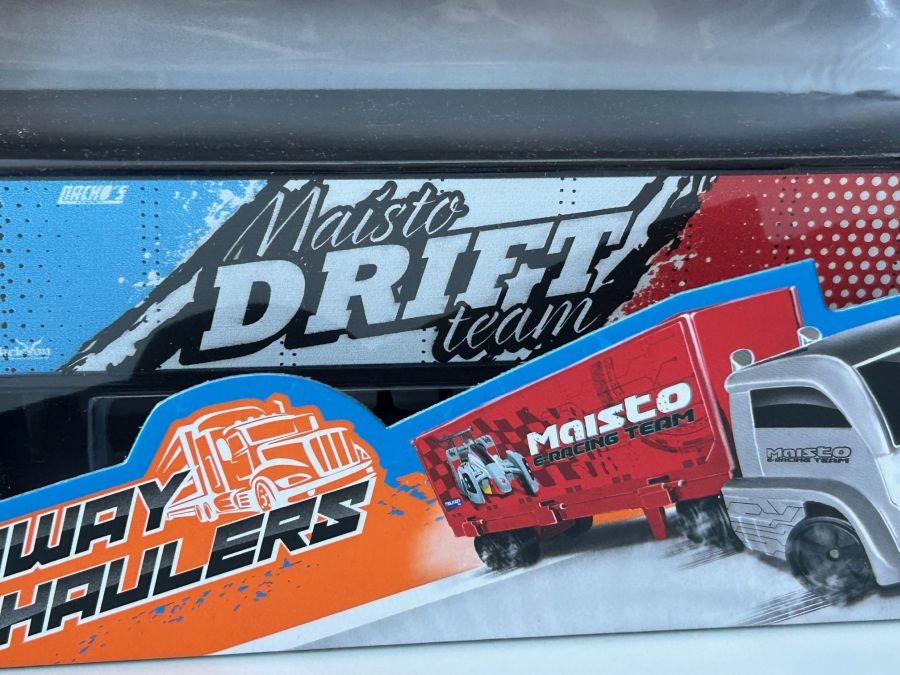 NACHO'S
Maisto
DRIFT
team
WAY
HAULERS
Maisto
E-RACING TEAM
Maisto
E-RACING TEAM